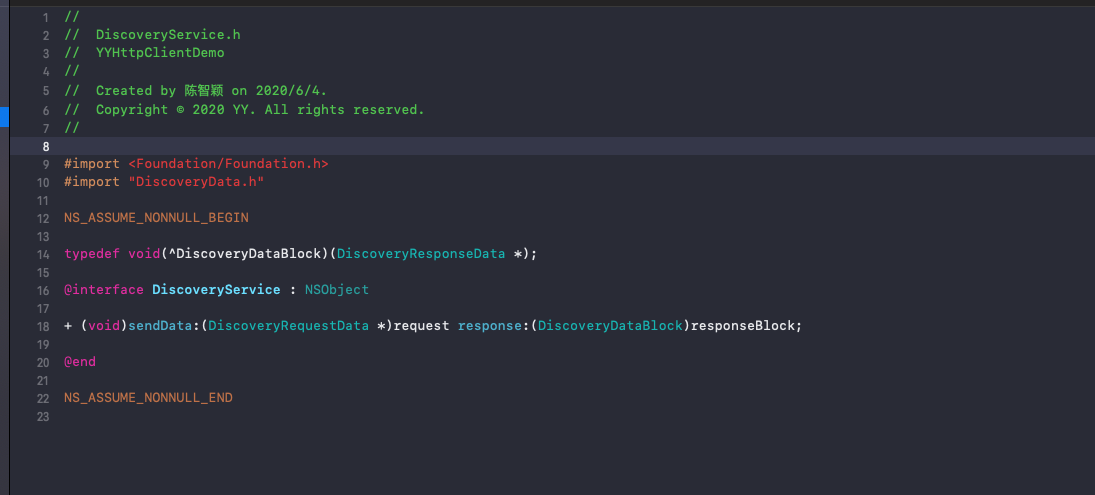 1 //
2 //  DiscoveryService.h
3 //  YYHttpClientDemo
4 //
5 //  Created by 陈智颖 on 2020/6/4.
6 //  Copyright © 2020 YY. All rights reserved.
7 //
8
9 #import <Foundation/Foundation.h>
10 #import "DiscoveryData.h"
11
12 NS_ASSUME_NONNULL_BEGIN
13
14 typedef void(^DiscoveryDataBlock)(DiscoveryResponseData *);
15
16 @interface DiscoveryService : NSObject
17
18 + (void)sendData:(DiscoveryRequestData *)request response:(DiscoveryDataBlock)responseBlock;
19
20 @end
21
22 NS_ASSUME_NONNULL_END
23